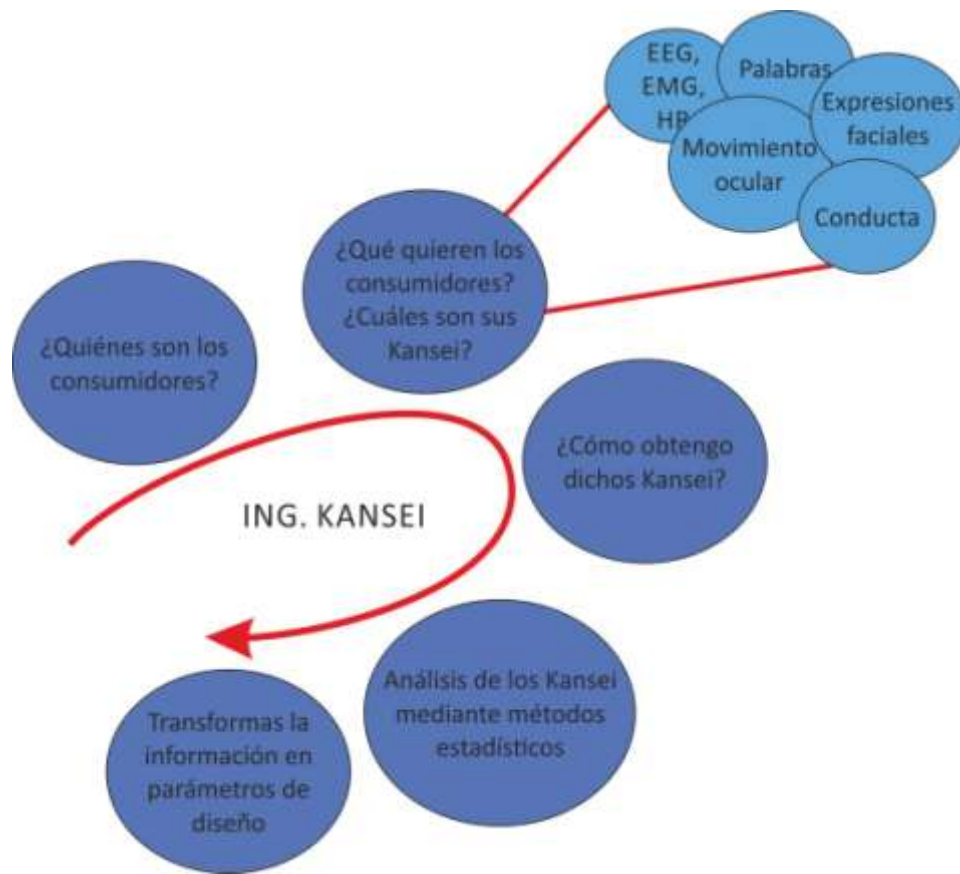 EEG,
EMG,
HR
Palabras
Expresiones
faciales
Movimiento
ocular
Conducta
¿Qué quieren los
consumidores?
¿Cuáles son sus
Kansei?
¿Quiénes son los
consumidores?
¿Cómo obtengo
dichos Kansei?
ING. KANSEI
Análisis de los Kansei
mediante métodos
estadísticos
Transformas la
información en
parámetros de
diseño